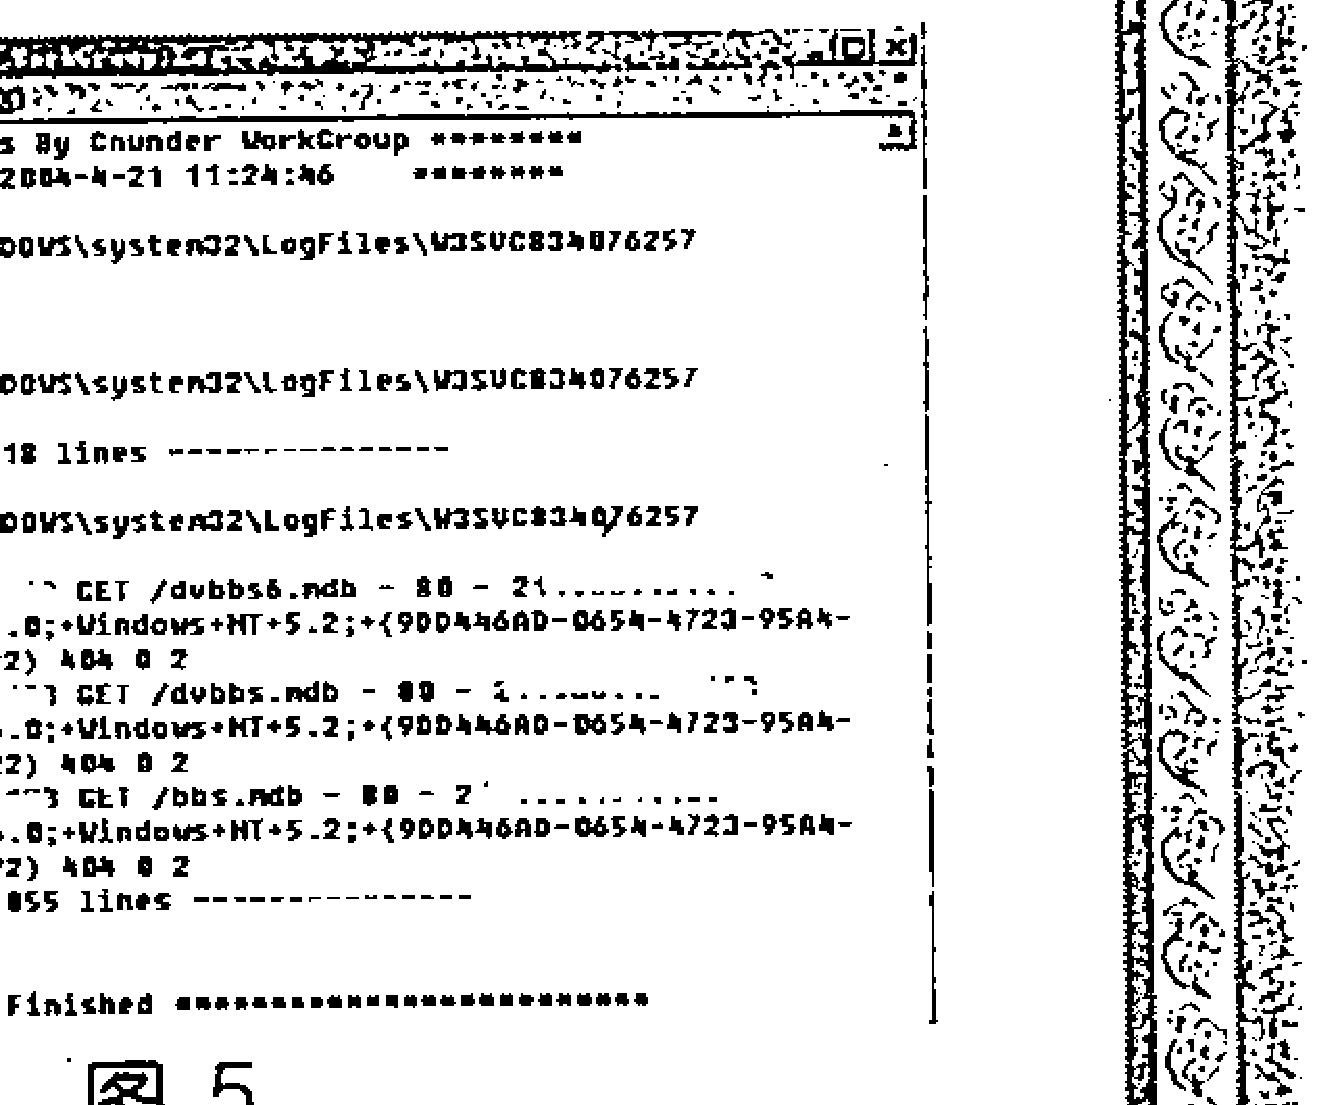 s By Cnunder WorkGroup ********
2004-4-21 11:24:46 ********
DOWS\system32\LogFiles\W3SVC834076257
DOWS\system32\LogFiles\W3SVC834076257
18 lines ---------------
DOWS\system32\LogFiles\W3SVC834076257
GET /dvbbs6.mdb - 80 - 21
.0;+Windows+NT+5.2;+{9DD446AD-0654-4723-95A4-
2) 404 0 2
GET /dvbbs.mdb - 80 -
.0;+Windows+NT+5.2;+{9DD446AD-0654-4723-95A4-
2) 404 0 2
GET /bbs.mdb - 80 - 2
.0;+Windows+NT+5.2;+{9DD446AD-0654-4723-95A4-
2) 404 0 2
055 lines ---------------
Finished **************************
图 5